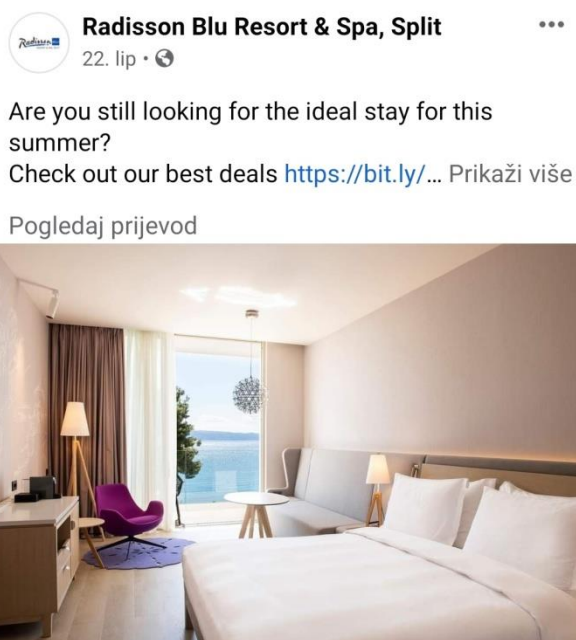 Radisson Blu Resort & Spa, Split
Radisson
22. lip ·
Are you still looking for the ideal stay for this
summer?
Check out our best deals https://bit.ly/... Prikaži više
Pogledaj prijevod